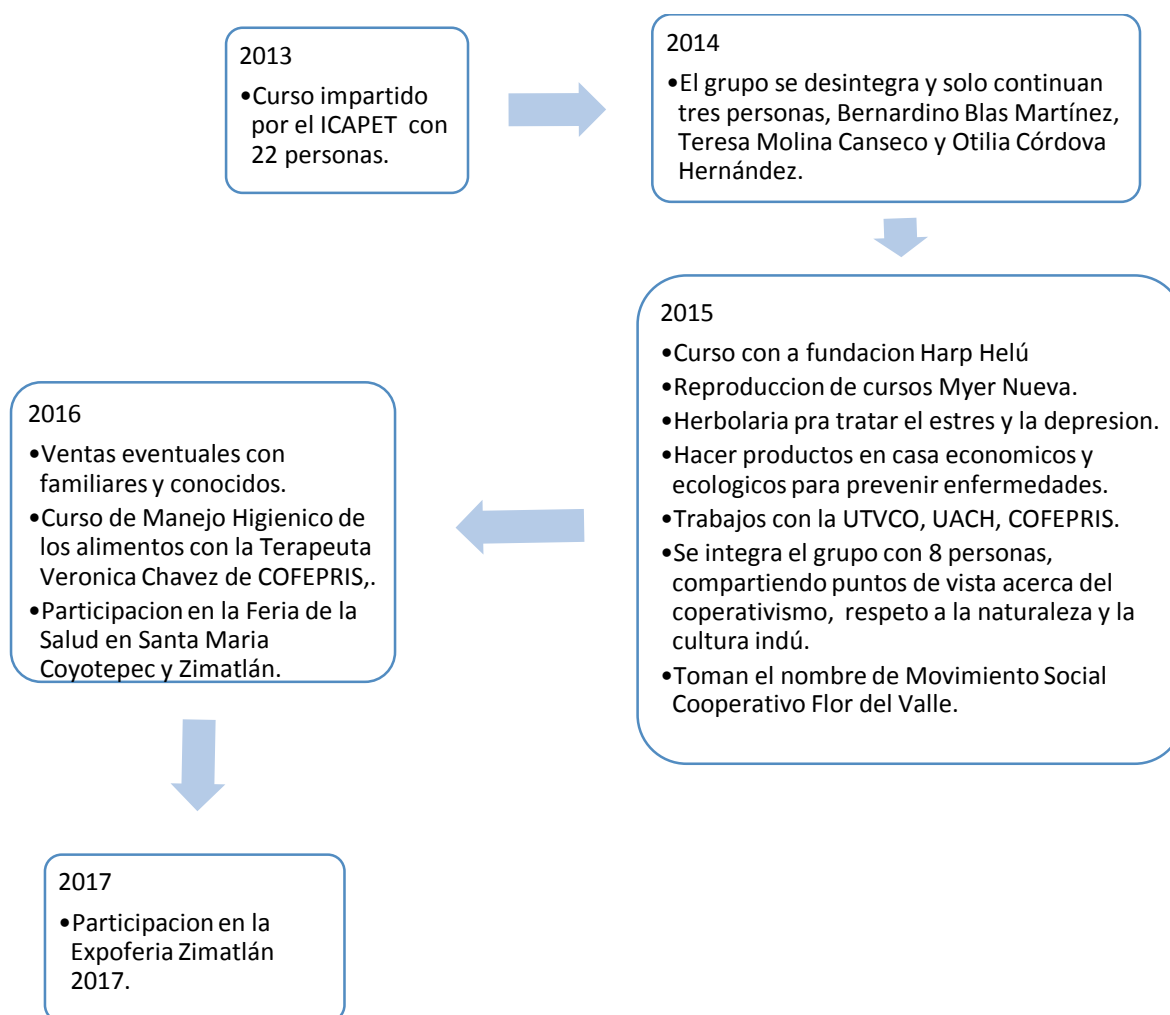 2013
•Curso impartido
por el ICAPET con
22 personas.
2014
•El grupo se desintegra y solo continuan
tres personas, Bernardino Blas Martínez,
Teresa Molina Canseco y Otilia Córdova
Hernández.
2015
•Curso con a fundacion Harp Helú
•Reproduccion de cursos Myer Nueva.
•Herbolaria pra tratar el estres y la depresion.
•Hacer productos en casa economicos y
ecologicos para prevenir enfermedades.
•Trabajos con la UTVCO, UACH, COFEPRIS.
•Se integra el grupo con 8 personas,
compartiendo puntos de vista acerca del
coperativismo, respeto a la naturaleza y la
cultura indú.
•Toman el nombre de Movimiento Social
Cooperativo Flor del Valle.
2016
•Ventas eventuales con
familiares y conocidos.
•Curso de Manejo Higienico de
los alimentos con la Terapeuta
Veronica Chavez de COFEPRIS,.
•Participacion en la Feria de la
Salud en Santa Maria
Coyotepec y Zimatlán.
2017
•Participacion en la
Expoferia Zimatlán
2017.